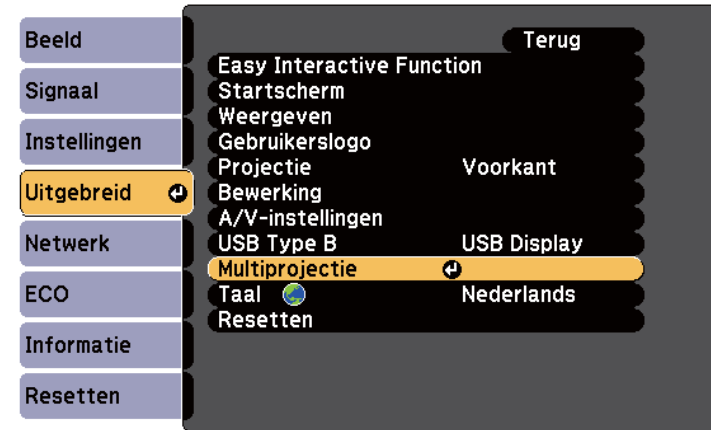 Beeld
Signaal
Instellingen
Uitgebreid
Netwerk
ECO
Informatie
Resetten
Terug
Easy Interactive Function
Startscherm
Weergeven
Gebruikerslogo
Projectie Voorkant
Bewerking
A/V-instellingen
USB Type B USB Display
Multiprojectie
Taal Nederlands
Resetten